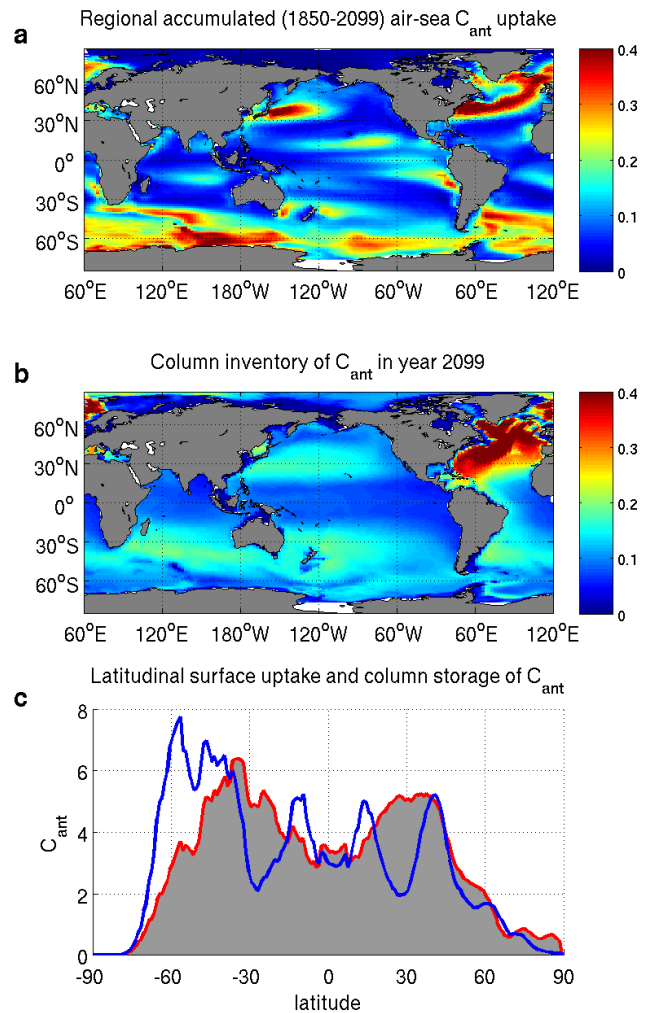 a
Regional accumulated (1850-2099) air-sea Cant uptake
60°N
30°N
0°
30°S
60°S
60°E 120°E 180°W 120°W 60°W 0° 60°E 120°E
0.4
0.3
0.2
0.1
0
b
Column inventory of Cant in year 2099
60°N
30°N
0°
30°S
60°S
60°E 120°E 180°W 120°W 60°W 60°E 120°E
0.4
0.3
0.2
0.1
0
c
Latitudinal surface uptake and column storage of Cant
8
6
4
2
0
Cant
-90 -60 -30 0 30 60 90
latitude